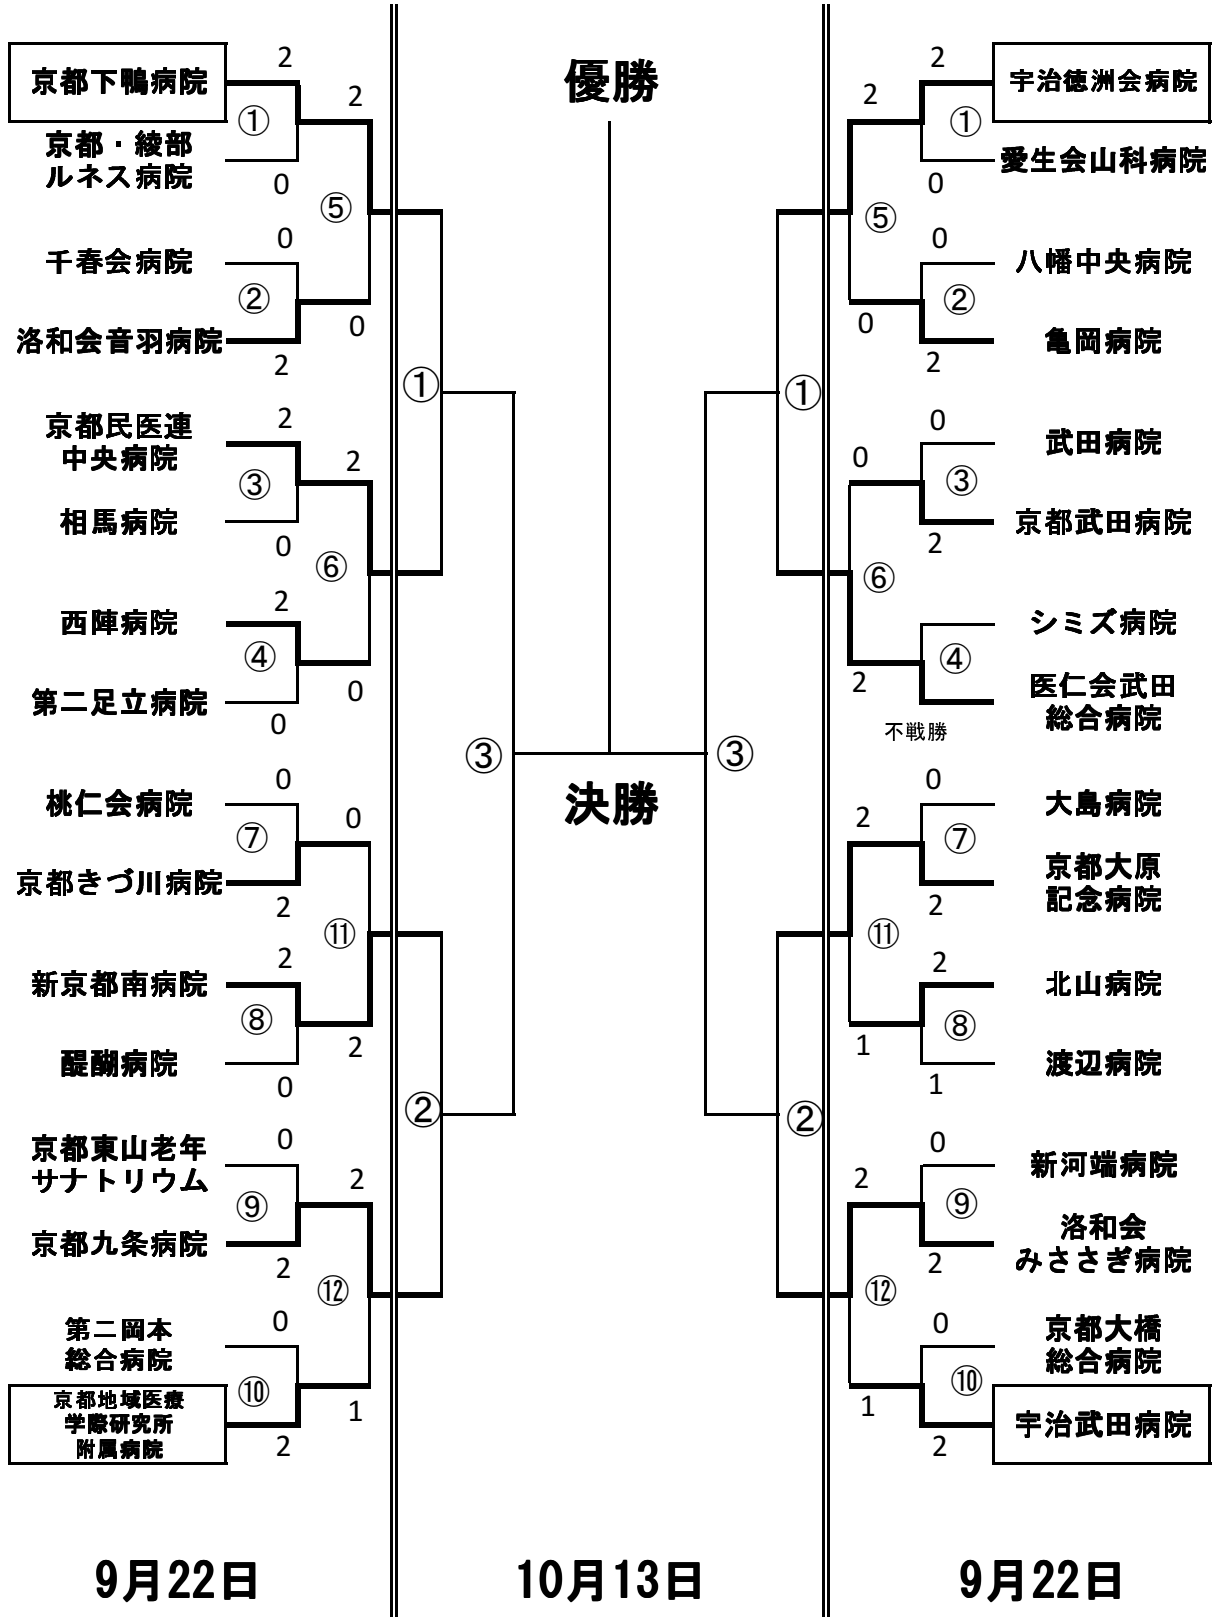 優勝
決勝
京都下鴨病院
2
①
京都・綾部
ルネス病院
0
2
⑤
千春会病院
0
②
洛和会音羽病院
2
0
①
京都民医連
中央病院
2
③
相馬病院
0
2
⑥
西陣病院
2
④
第二足立病院
0
0
③
桃仁会病院
0
⑦
京都きづ川病院
2
0
⑪
新京都南病院
2
⑧
醍醐病院
0
2
②
京都東山老年
サナトリウム
0
⑨
京都九条病院
2
2
⑫
第二岡本
総合病院
0
⑩
京都地域医療
学際研究所
附属病院
2
1
宇治徳洲会病院
2
①
愛生会山科病院
0
2
⑤
八幡中央病院
0
②
亀岡病院
2
0
①
武田病院
0
③
京都武田病院
2
0
⑥
シミズ病院
④
医仁会武田
総合病院
不戦勝
2
③
大島病院
0
⑦
京都大原
記念病院
2
2
⑪
北山病院
2
⑧
渡辺病院
1
1
②
新河端病院
0
⑨
洛和会
みささぎ病院
2
2
⑫
京都大橋
総合病院
0
⑩
宇治武田病院
2
1
9月22日
10月13日
9月22日